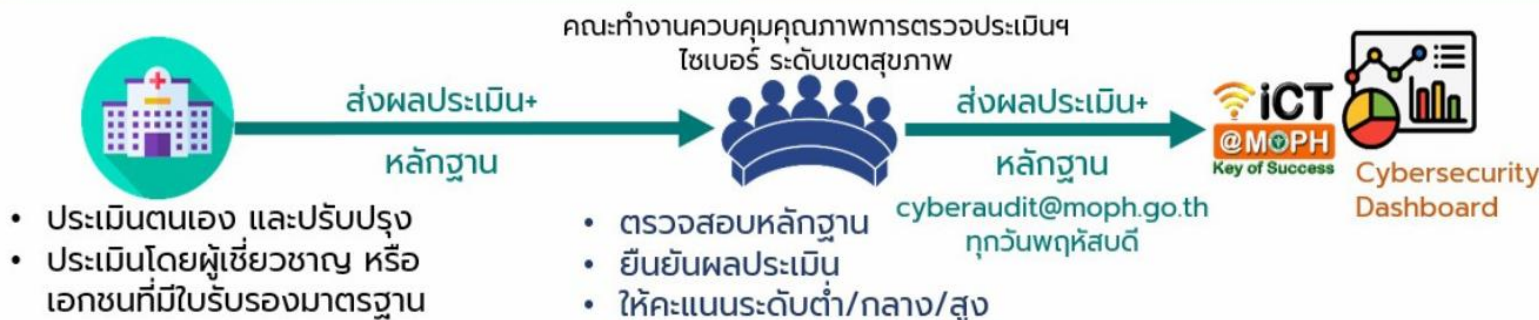 คณะทำงานควบคุมคุณภาพการตรวจประเมินฯ
ไซเบอร์ ระดับเขตสุขภาพ
ส่งผลประเมิน+
หลักฐาน
ส่งผลประเมิน+
หลักฐาน
cyberaudit@moph.go.th
ทุกวันพฤหัสบดี
iCT
@MOPH
Key of Success
Cybersecurity
Dashboard
• ประเมินตนเอง และปรับปรุง
• ประเมินโดยผู้เชี่ยวชาญ หรือ
เอกชนที่มีใบรับรองมาตรฐาน
• ตรวจสอบหลักฐาน
• ยืนยันผลประเมิน
• ให้คะแนนระดับต่ำ/กลาง/สูง